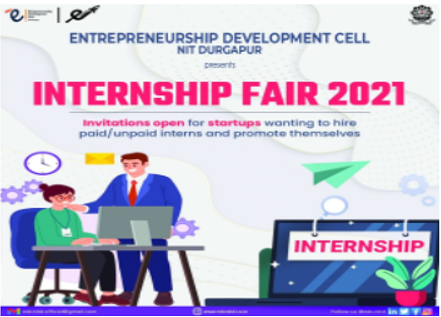 ENTREPRENEURSHIP DEVELOPMENT CELL
NIT DURGAPUR
presents
INTERNSHIP FAIR 2021
Invitations open for startups wanting to hire
paid/unpaid interns and promote themselves
INTERNSHIP